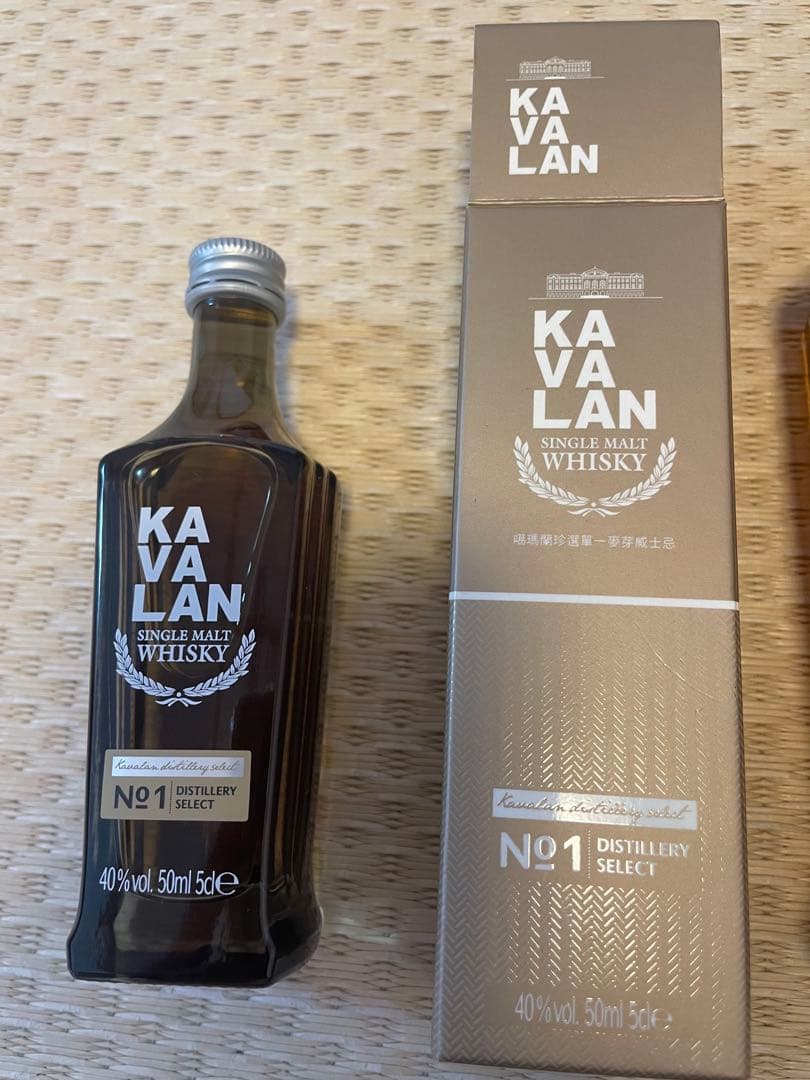 KA
VA
LAN
SINGLE MALT
WHISKY
Kavalan distillery select
No1 DISTILLERY
SELECT
40%vol. 50ml 5cl℮
KA
VA
LAN
KA
VA
LAN
SINGLE MALT
WHISKY
噶瑪蘭珍選單一麥芽威士忌
Kavalan distillery select
No1 DISTILLERY
SELECT
40%vol. 50ml 5cl℮